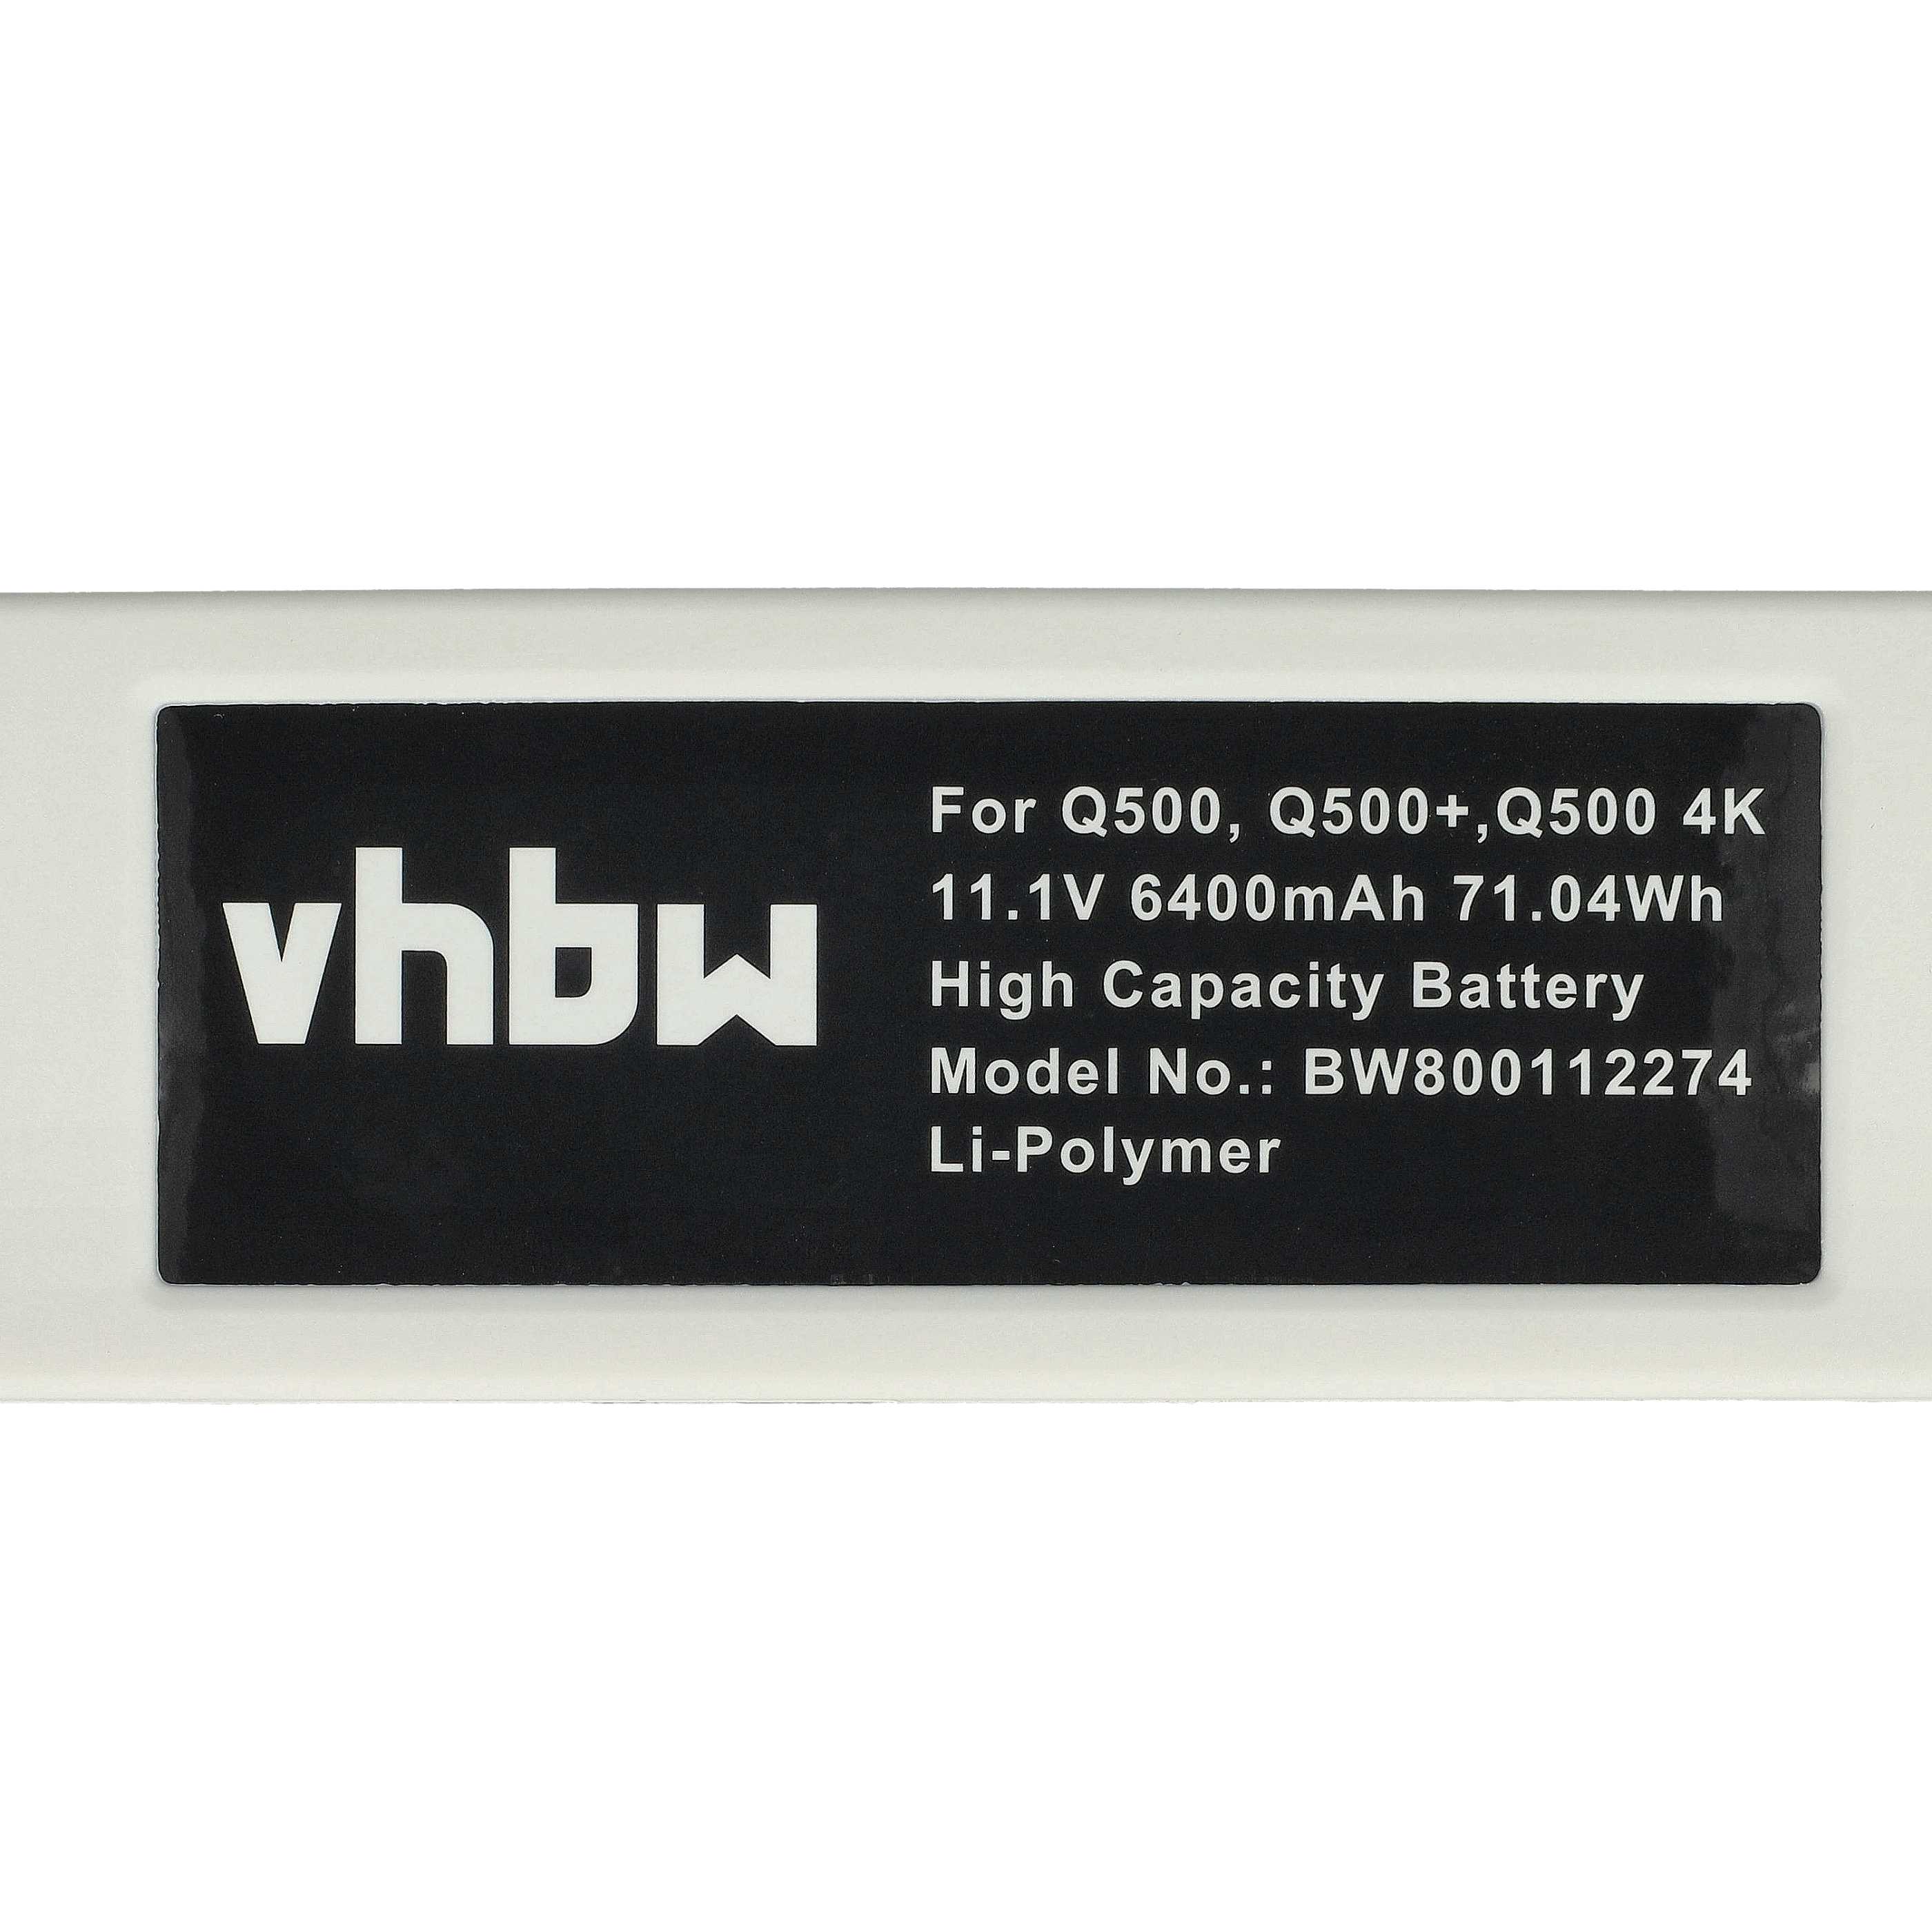 vhbw
For Q500, Q500+,Q500 4K
11.1V 6400mAh 71.04Wh
High Capacity Battery
Model No.: BW800112274
Li-Polymer